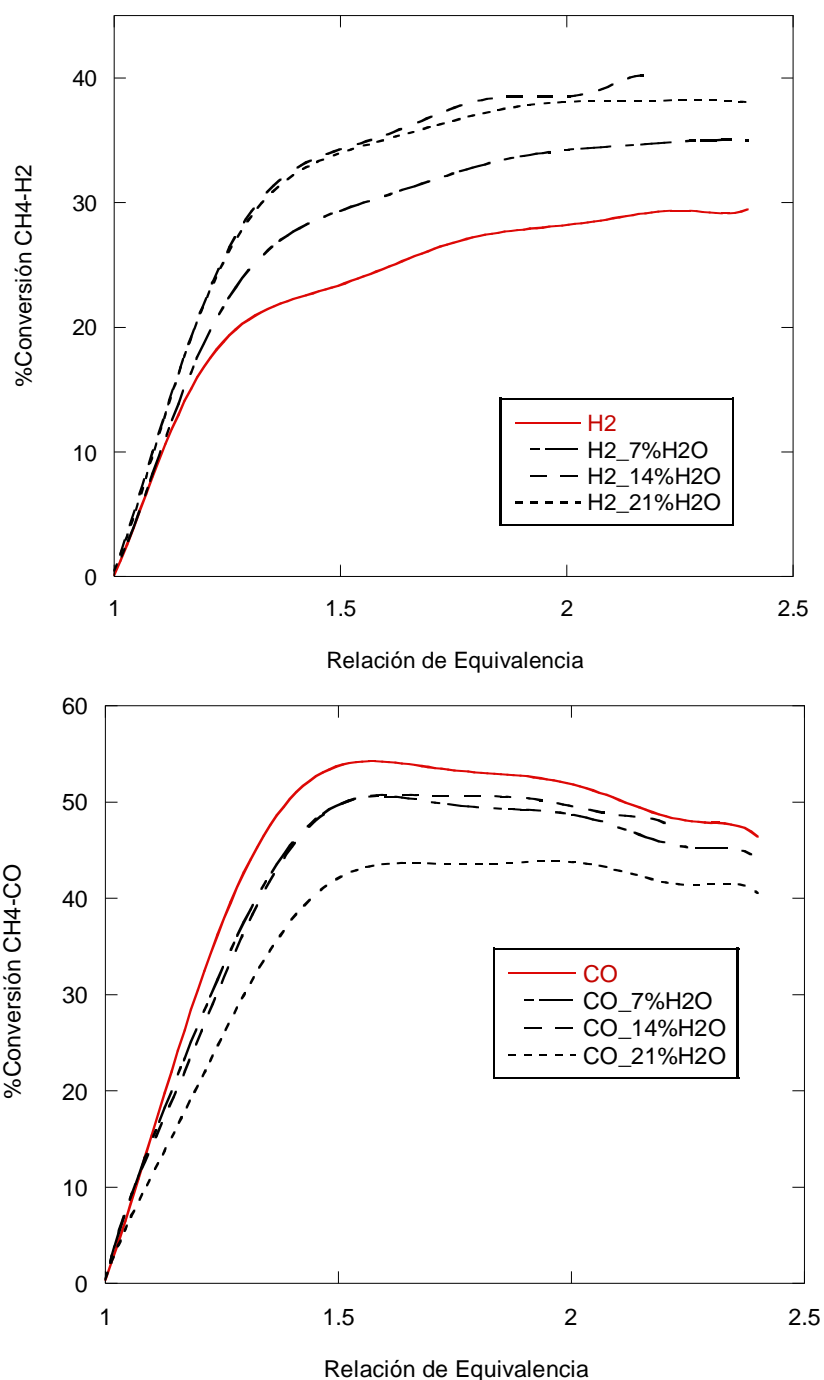 %Conversión CH4-H2
40
30
20
10
0
H2
H2_7%H2O
H2_14%H2O
H2_21%H2O
1
1.5
2
2.5
Relación de Equivalencia
%Conversión CH4-CO
60
50
40
30
20
10
0
CO
CO_7%H2O
CO_14%H2O
CO_21%H2O
1
1.5
2
2.5
Relación de Equivalencia